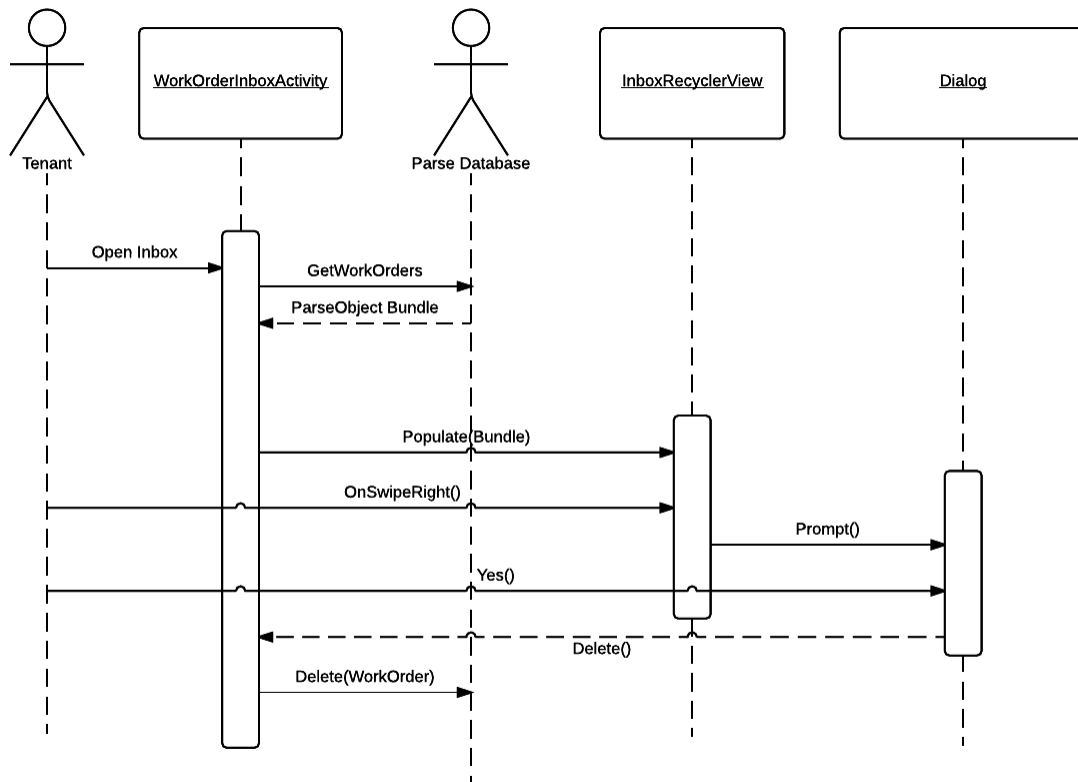 WorkOrderInboxActivity
InboxRecyclerView
Dialog
Tenant
Parse Database
Open Inbox
GetWorkOrders
ParseObject Bundle
Populate(Bundle)
OnSwipeRight()
Prompt()
Yes()
Delete()
Delete(WorkOrder)